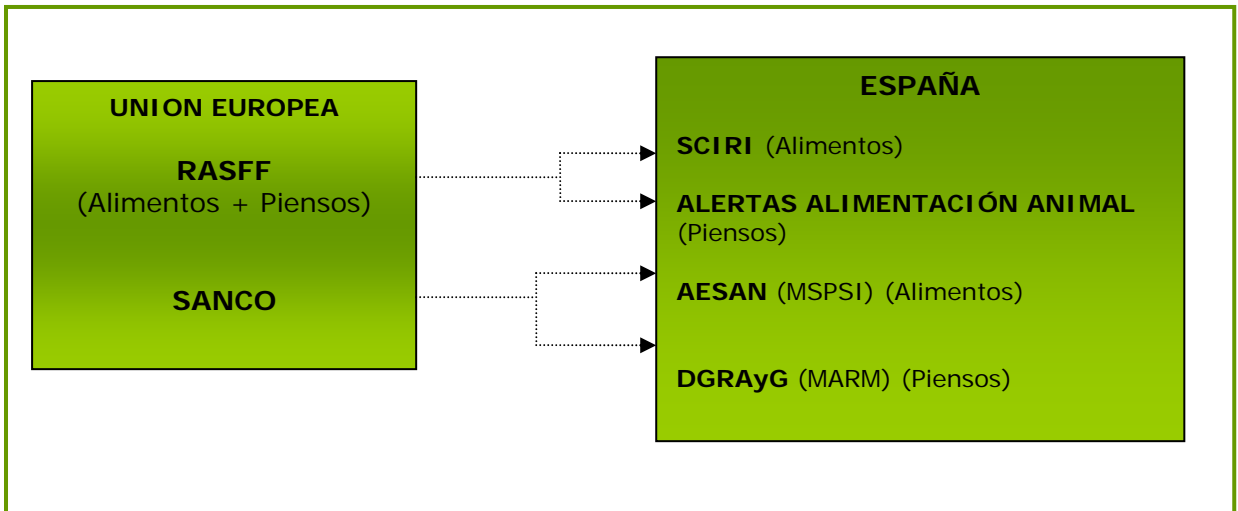 UNION EUROPEA
RASFF
(Alimentos + Piensos)
SANCO
ESPAÑA
SCIRI (Alimentos)
ALERTAS ALIMENTACIÓN ANIMAL
(Piensos)
AESAN (MSPSI) (Alimentos)
DGRAyG (MARM) (Piensos)